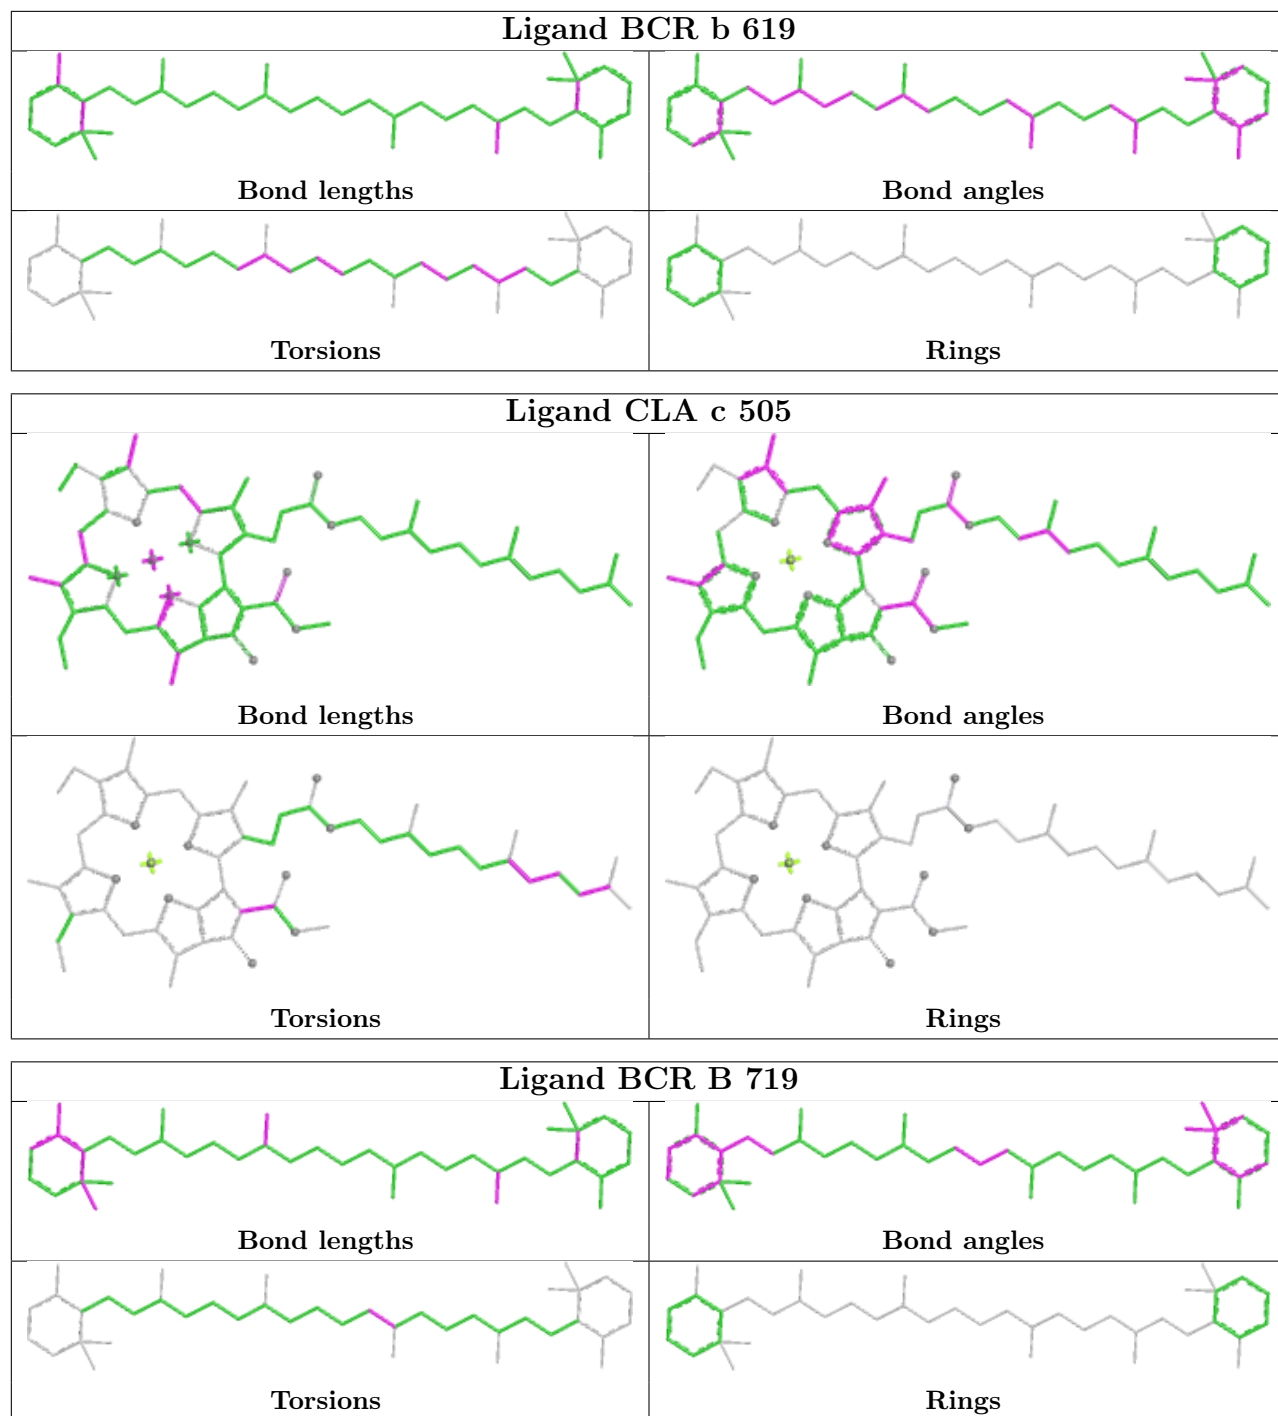 Ligand BCR b 619
Bond lengths
Bond angles
Torsions
Rings
Ligand CLA c 505
Bond lengths
Bond angles
Torsions
Rings
Ligand BCR B 719
Bond lengths
Bond angles
Torsions
Rings